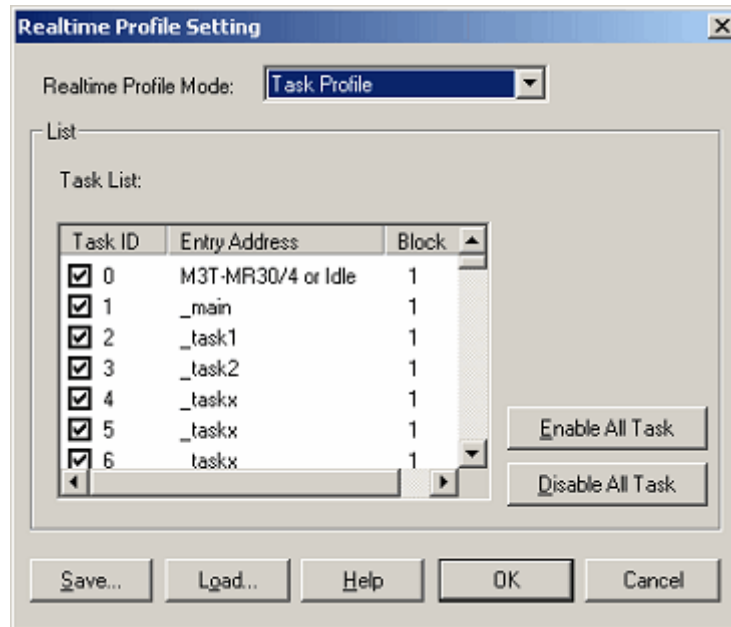 Realtime Profile Setting
Realtime Profile Mode: Task Profile
List
Task List:
Task ID Entry Address Block
0 M3T-MR30/4 or Idle 1
1 _main 1
2 _task1 1
3 _task2 1
4 _taskx 1
5 _taskx 1
6 taskx 1
Enable All Task
Disable All Task
Save... Load... Help OK Cancel